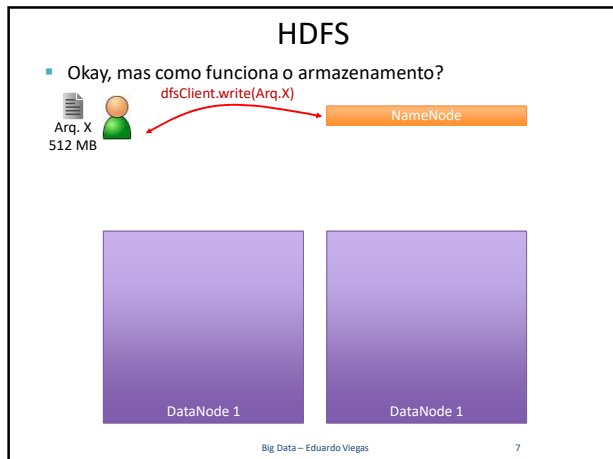 HDFS
Okay, mas como funciona o armazenamento?
dfsClient.write(Arq.X)
NameNode
Arq. X
512 MB
DataNode 1
DataNode 1
Big Data – Eduardo Viegas
7